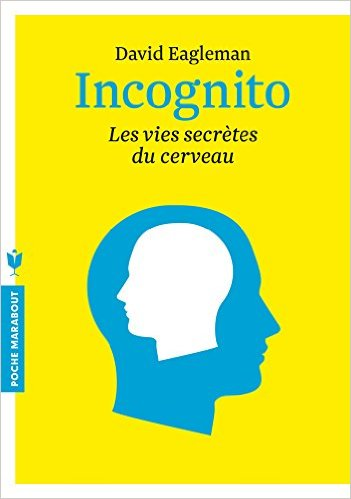 David Eagleman
Incognito
Les vies secrètes
du cerveau
POCHE MARABOUT